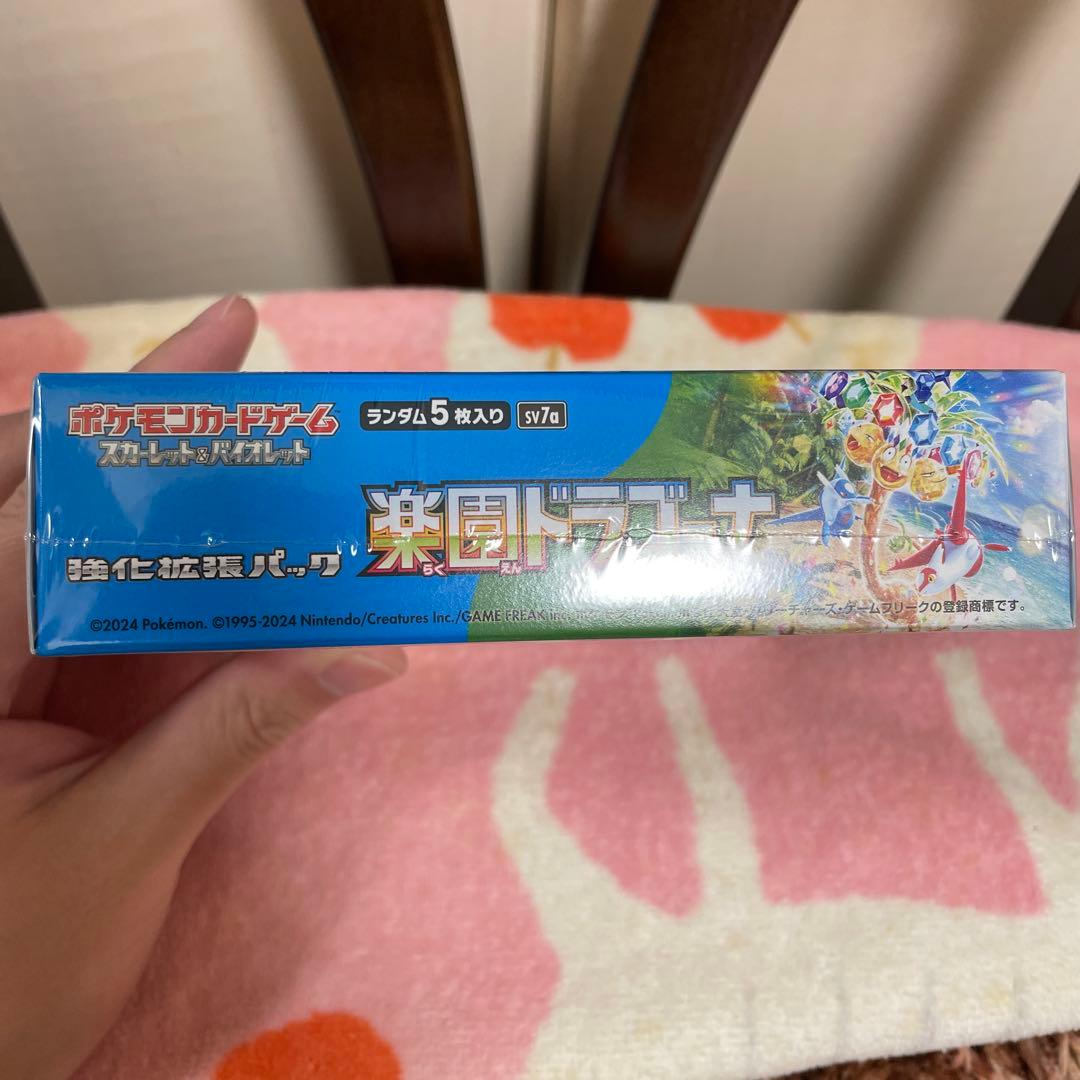 ポケモンカードゲーム
スカーレット&バイオレット
ランダム5枚入り sv7a
強化拡張パック
楽園ドラゴーナ
らく えん
©2024 Pokémon. ©1995-2024 Nintendo/Creatures Inc./GAME FREAK inc.
ーチャーズ・ゲームフリークの登録商標です。